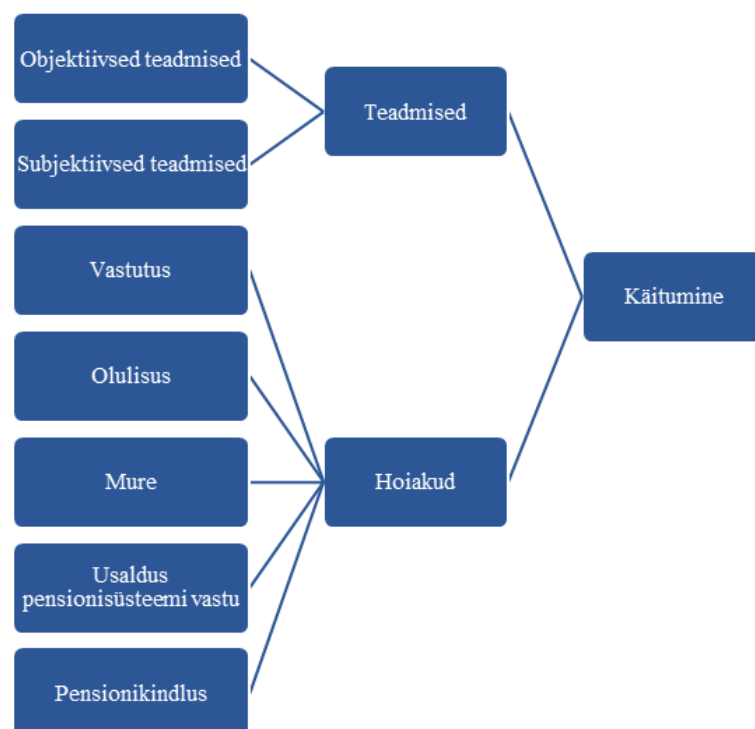 Objektiivsed teadmised
Subjektiivsed teadmised
Teadmised
Vastutus
Olulisus
Mure
Usaldus
pensionisüsteemi vastu
Pensionikindlus
Hoiakud
Käitumine